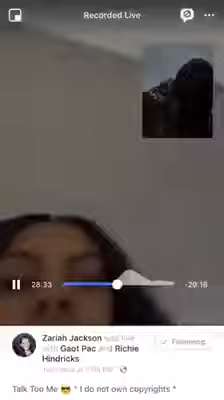 Recorded Live
28:33
-29:18
Zariah Jackson was live
with Gaot Pac and Richie
Hindricks
Following
Talk Too Me 😎 * I do not own copyrights *